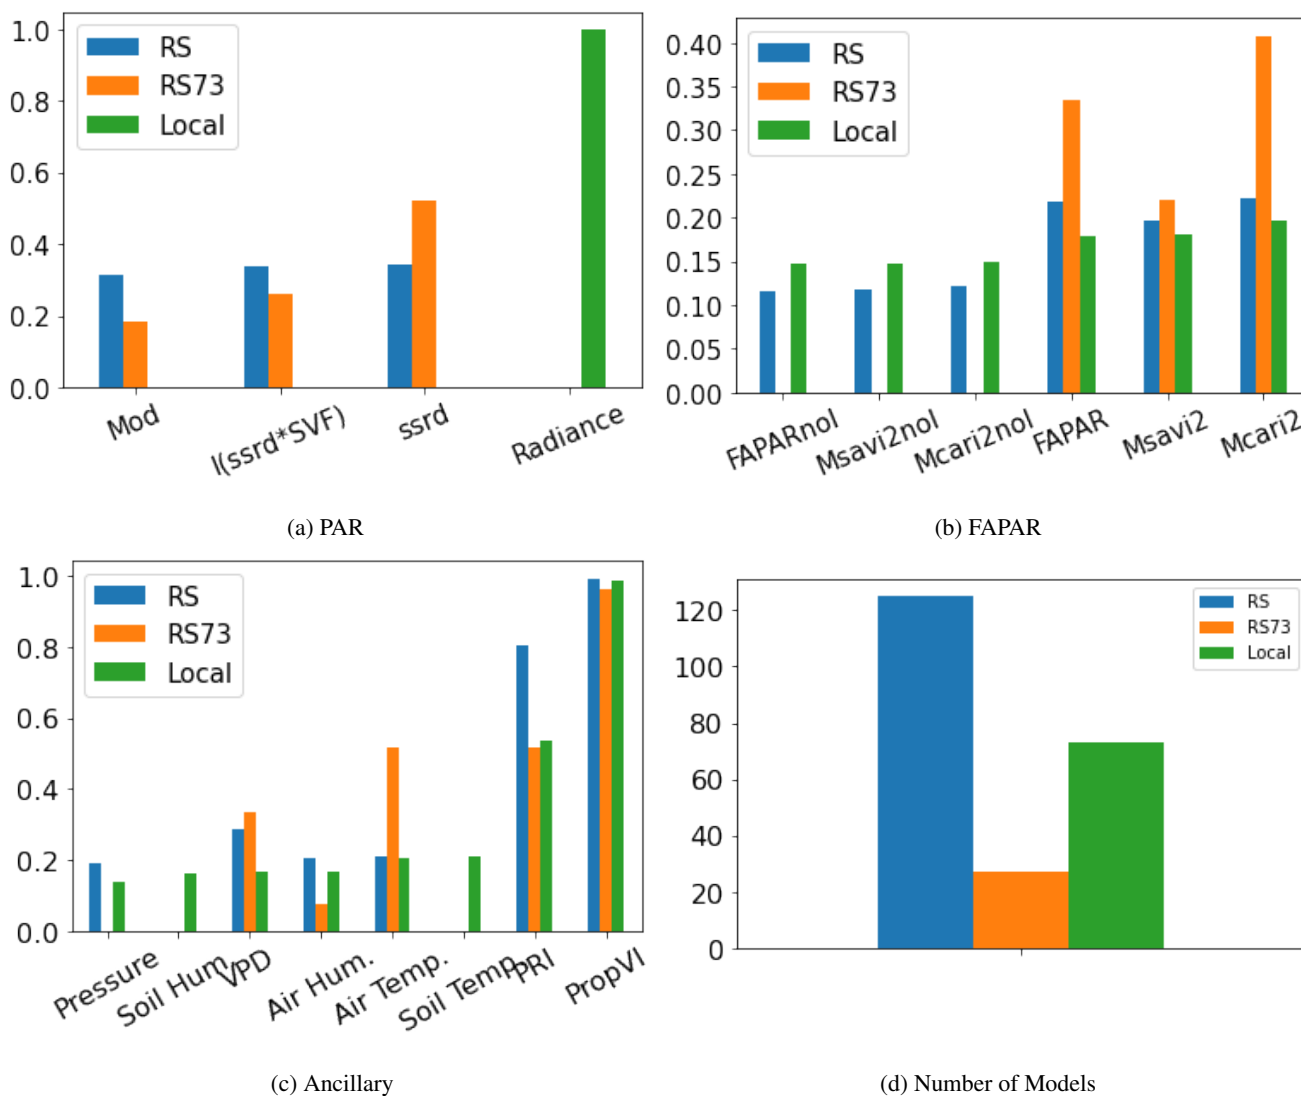 1.0
0.8
0.6
0.4
0.2
0.0
RS
RS73
Local
Mod
I((ssrd*SVF)
ssrd
Radiance
(a) PAR
0.40
0.35
0.30
0.25
0.20
0.15
0.10
0.05
0.00
RS
RS73
Local
FAPARnol
Msavi2nol
Mcari2nol
FAPAR
Msavi2
Mcari2
(b) FAPAR
1.0
0.8
0.6
0.4
0.2
0.0
RS
RS73
Local
Pressure
Soil Hum.
VPD
Air Hum.
Air Temp.
Soil Temp.
PRI
PropVI
(c) Ancillary
120
100
80
60
40
20
0
RS
RS73
Local
(d) Number of Models